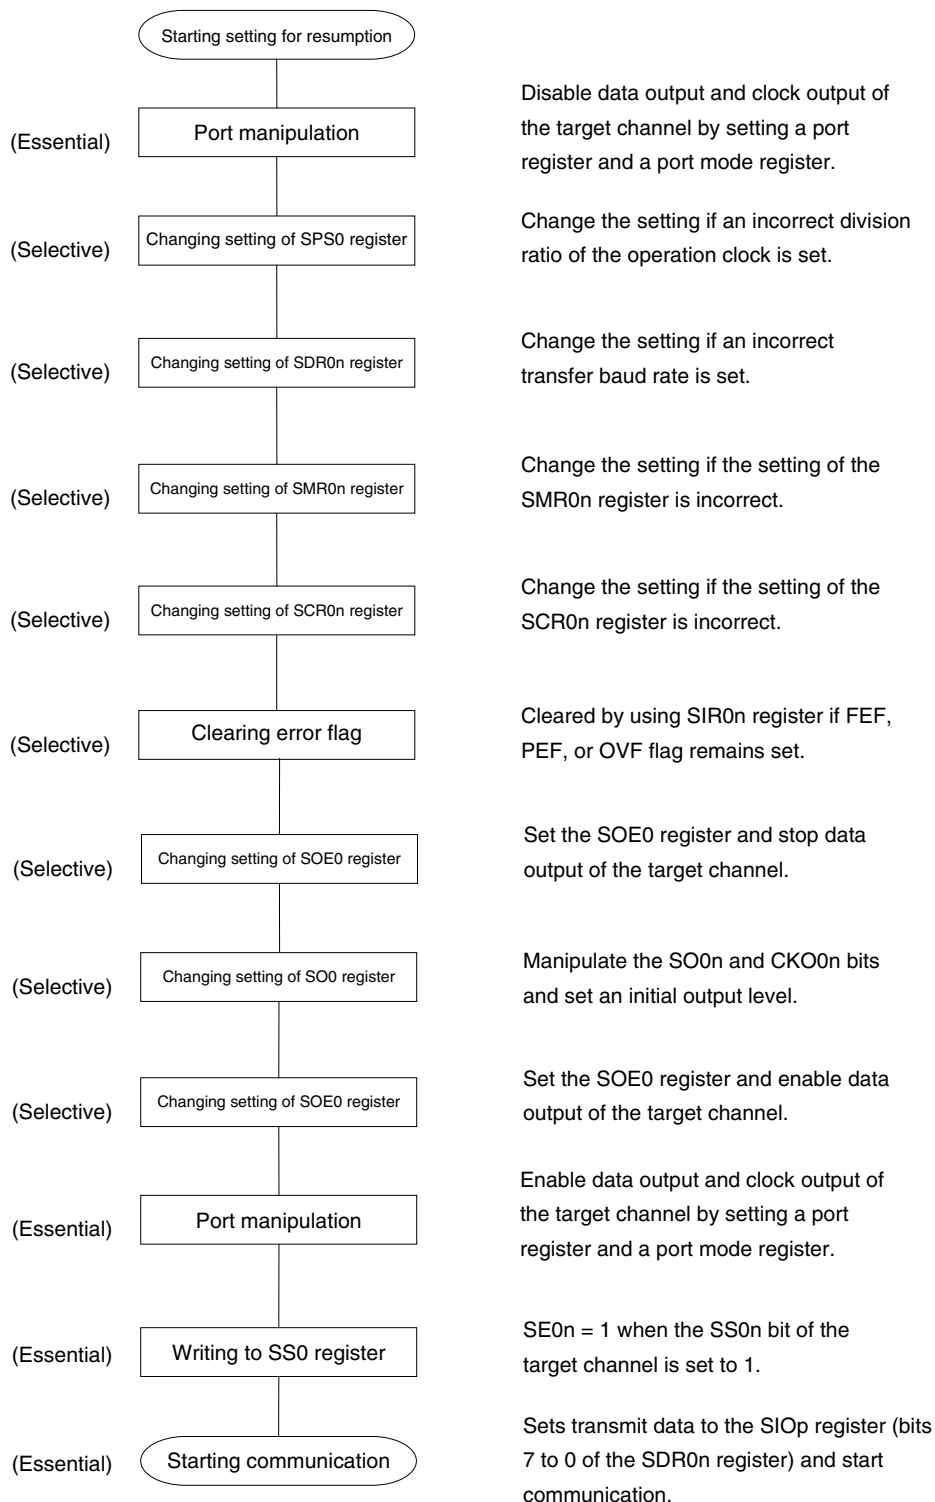 Starting setting for resumption
(Essential)
Port manipulation
Disable data output and clock output of
the target channel by setting a port
register and a port mode register.
(Selective)
Changing setting of SPS0 register
Change the setting if an incorrect division
ratio of the operation clock is set.
(Selective)
Changing setting of SDR0n register
Change the setting if an incorrect
transfer baud rate is set.
(Selective)
Changing setting of SMR0n register
Change the setting if the setting of the
SMR0n register is incorrect.
(Selective)
Changing setting of SCR0n register
Change the setting if the setting of the
SCR0n register is incorrect.
(Selective)
Clearing error flag
Cleared by using SIR0n register if FEF,
PEF, or OVF flag remains set.
(Selective)
Changing setting of SOE0 register
Set the SOE0 register and stop data
output of the target channel.
(Selective)
Changing setting of SO0 register
Manipulate the SO0n and CKO0n bits
and set an initial output level.
(Selective)
Changing setting of SOE0 register
Set the SOE0 register and enable data
output of the target channel.
(Essential)
Port manipulation
Enable data output and clock output of
the target channel by setting a port
register and a port mode register.
(Essential)
Writing to SS0 register
SE0n = 1 when the SS0n bit of the
target channel is set to 1.
(Essential)
Starting communication
Sets transmit data to the SIOp register (bits
7 to 0 of the SDR0n register) and start
communication.